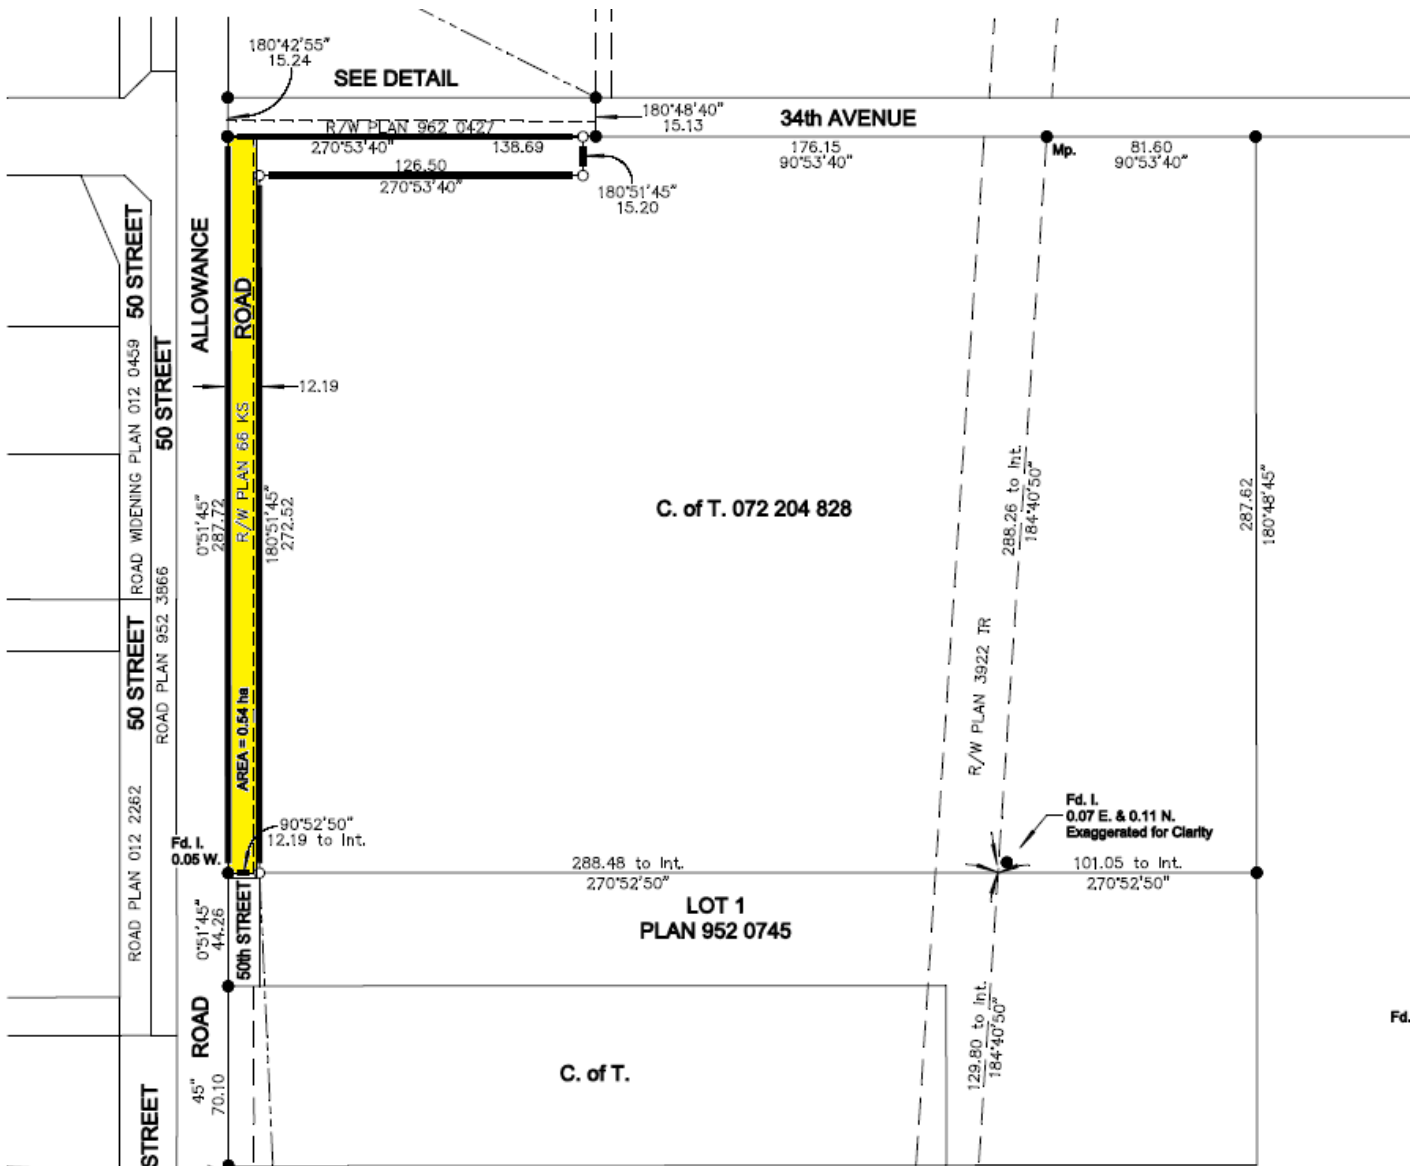 180°42'55"
15.24
SEE DETAIL
180°48'40"
15.13
34th AVENUE
R/W PLAN 962 0427
270°53'40"
138.69
176.15
90°53'40"
Mp.
81.60
90°53'40"
126.50
270°53'40"
180°51'45"
15.20
50 STREET
ALLOWANCE
ROAD
ROAD WIDENING PLAN 012 0459
50 STREET
12.19
R/W PLAN 66 KS
0°51'45"
287.72
180°51'45"
272.52
C. of T. 072 204 828
288.26 to Int.
184°40'50"
287.62
180°48'45"
ROAD PLAN 952 3866
50 STREET
R/W PLAN 3922 TR
AREA = 0.54 ha
ROAD PLAN 012 2262
Fd. I.
0.05 W.
90°52'50"
12.19 to Int.
Fd. I.
0.07 E. & 0.11 N.
Exaggerated for Clarity
288.48 to Int.
270°52'50"
101.05 to Int.
270°52'50"
LOT 1
PLAN 952 0745
0°51'45"
44.26
50th STREET
ROAD
129.80 to Int.
184°40'50"
Fd.
C. of T.
45"
70.10
STREET